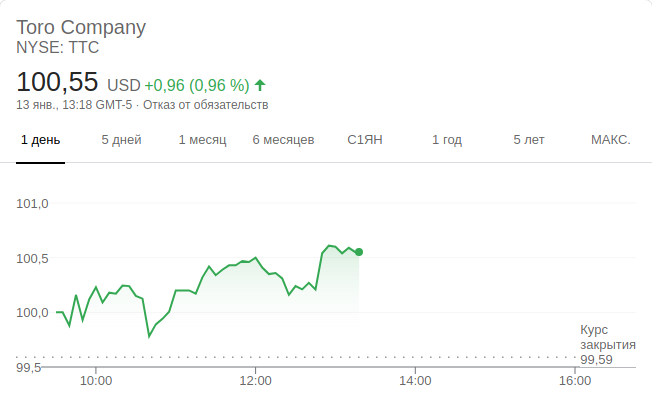 Toro Company
NYSE: TTC
100,55 USD +0,96 (0,96 %)
13 янв., 13:18 GMT-5 · Отказ от обязательств
1 день 5 дней 1 месяц 6 месяцев С1ЯН 1 год 5 лет МАКС.
101,0
100,5
100,0
Курс
закрытия
99,59
99,5
10:00 12:00 14:00 16:00